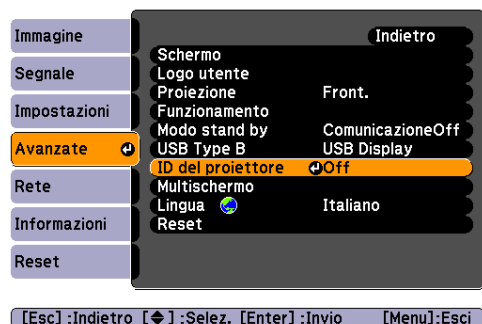 Immagine
Segnale
Impostazioni
Avanzate
Rete
Informazioni
Reset
Indietro
Schermo
Logo utente
Proiezione Front.
Funzionamento
Modo stand by ComunicazioneOff
USB Type B USB Display
ID del proiettore Off
Multischermo
Lingua Italiano
Reset
[Esc] :Indietro [◆] :Selez. [Enter] :Invio [Menu] :Esci